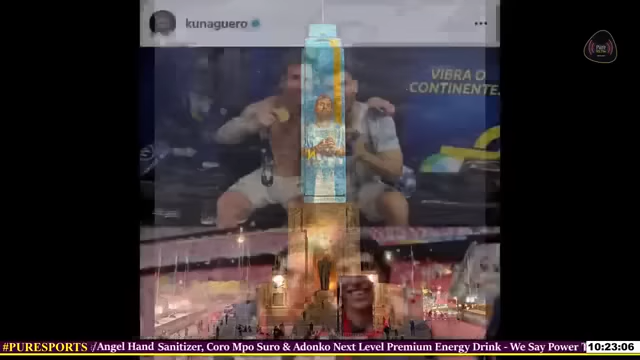 kunaguero
VIBRA O
CONTINENTE
#PURESPORTS
/Angel Hand Sanitizer, Coro Mpo Suro & Adonko Next Level Premium Energy Drink - We Say Power T
10:23:06